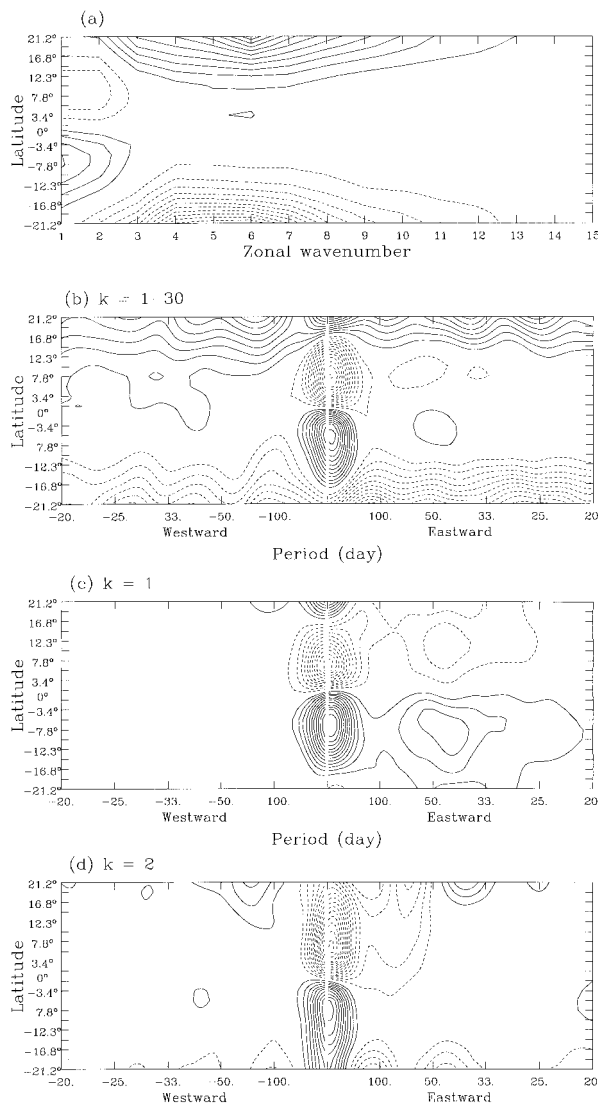 (a)
21.2°
16.8°
12.3°
7.8°
3.4°
0°
-3.4°
-7.8°
-12.3°
-16.8°
-21.2°
Latitude
1 2 3 4 5 6 7 8 9 10 11 12 13 14 15
Zonal wavenumber
(b) k = 1 30
21.2°
16.8°
12.3°
7.8°
3.4°
0°
-3.4°
7.8°
-12.3°
-16.8°
-21.2°
Latitude
-20. -25. -33. -50. -100. 100. 50. 33. 25. 20
Westward Eastward
Period (day)
(c) k = 1
21.2°
16.8°
12.3°
7.8°
3.4°
0°
-3.4°
-7.8°
-12.3°
-16.8°
-21.2°
Latitude
-20. -25. -33. -50. 100. 100. 50. 33. 25. 20
Westward Eastward
Period (day)
(d) k = 2
21.2°
16.8°
12.3°
7.8°
3.4°
0°
-3.4°
7.8°
-12.3°
-16.8°
-21.2°
Latitude
-20. -25. -33. -50. -100. 100. 50. 33. 25. 20.
Westward Eastward